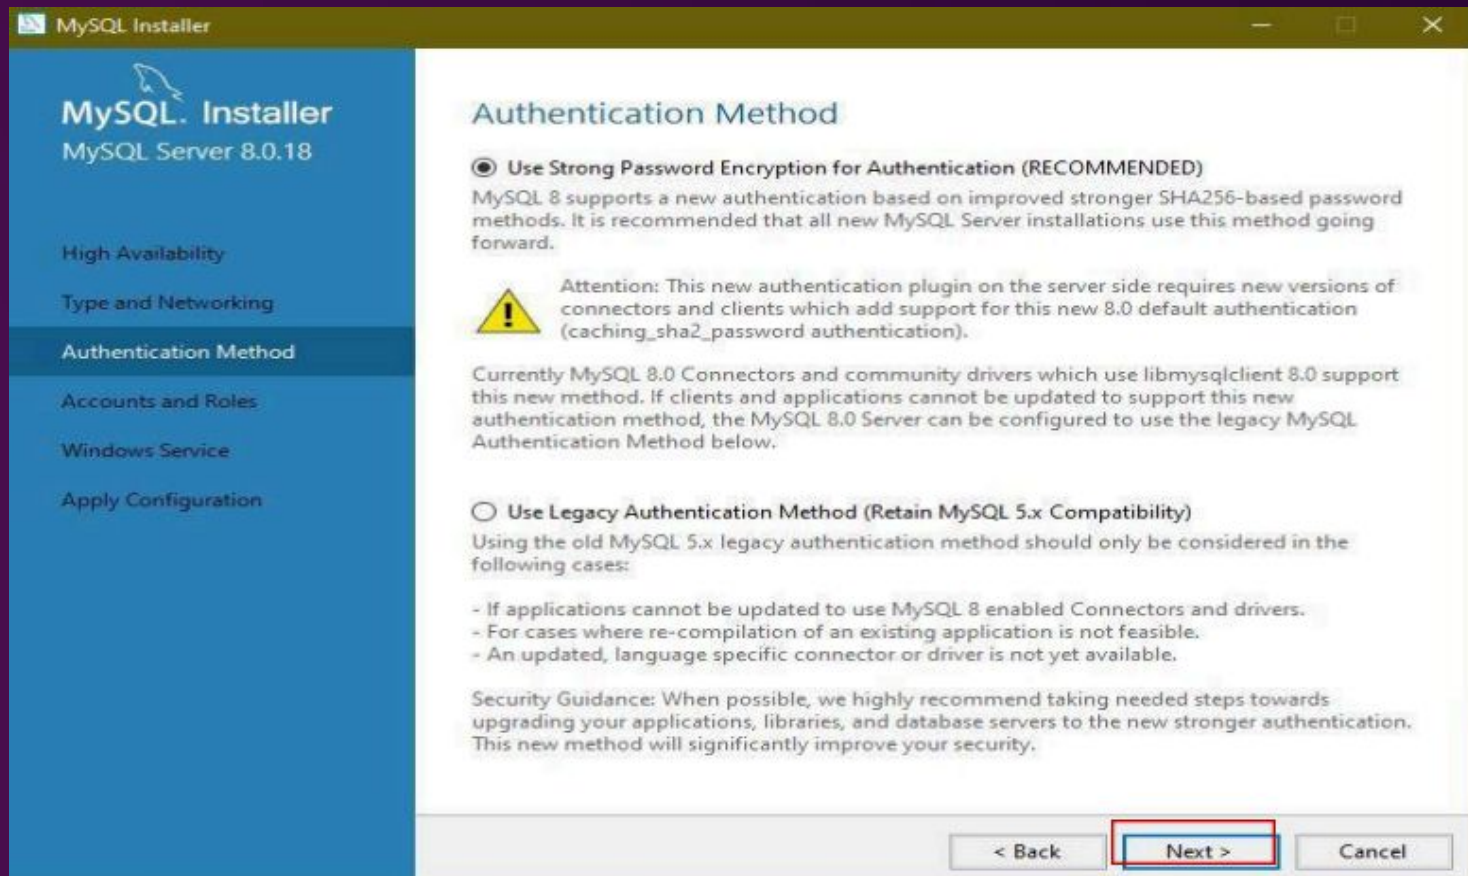 MySQL Installer
MySQL. Installer
MySQL Server 8.0.18
High Availability
Type and Networking
Authentication Method
Accounts and Roles
Windows Service
Apply Configuration
Authentication Method
Use Strong Password Encryption for Authentication (RECOMMENDED)
MySQL 8 supports a new authentication based on improved stronger SHA256-based password
methods. It is recommended that all new MySQL Server installations use this method going
forward.
Attention: This new authentication plugin on the server side requires new versions of
connectors and clients which add support for this new 8.0 default authentication
(caching_sha2_password authentication).
Currently MySQL 8.0 Connectors and community drivers which use libmysqlclient 8.0 support
this new method. If clients and applications cannot be updated to support this new
authentication method, the MySQL 8.0 Server can be configured to use the legacy MySQL
Authentication Method below.
Use Legacy Authentication Method (Retain MySQL 5.x Compatibility)
Using the old MySQL 5.x legacy authentication method should only be considered in the
following cases:
- If applications cannot be updated to use MySQL 8 enabled Connectors and drivers.
- For cases where re-compilation of an existing application is not feasible.
- An updated, language specific connector or driver is not yet available.
Security Guidance: When possible, we highly recommend taking needed steps towards
upgrading your applications, libraries, and database servers to the new stronger authentication.
This new method will significantly improve your security.
< Back
Next >
Cancel